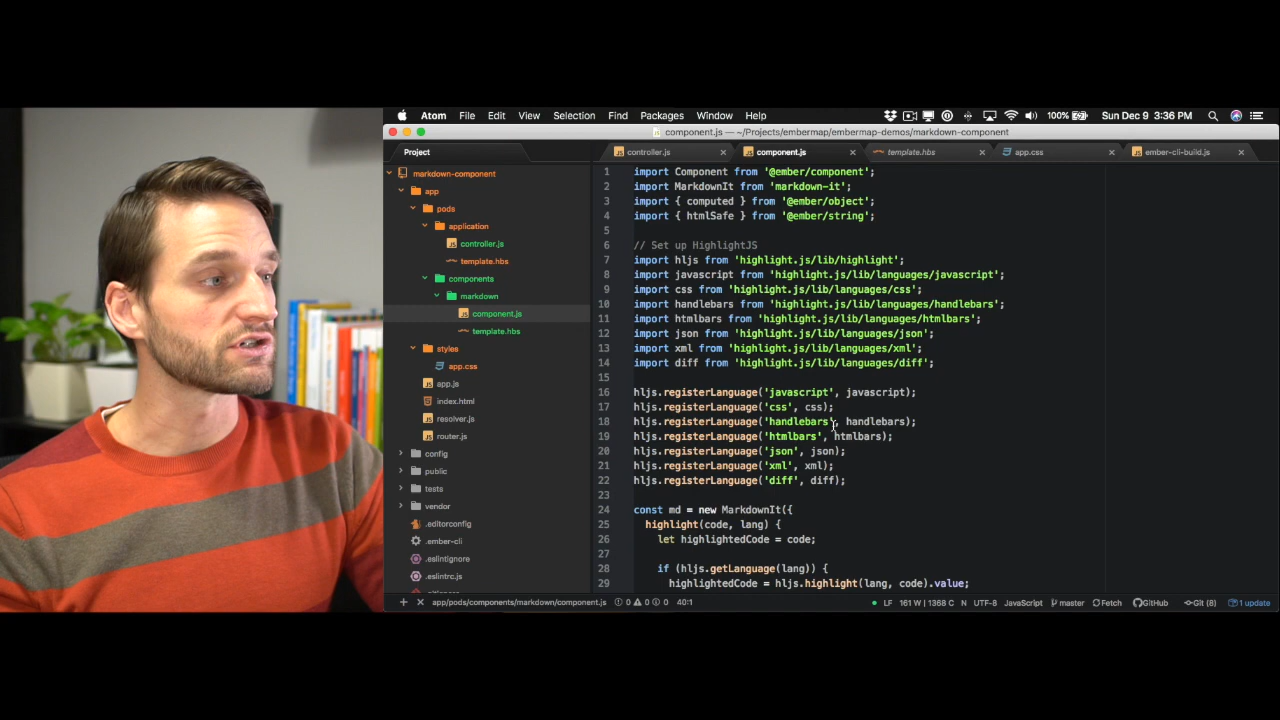 Atom File Edit View Selection Find Packages Window Help 100% Sun Dec 9 3:36 PM
component.js — ~/Projects/embermap/embermap-demos/markdown-component
Project
controller.js
component.js
template.hbs
app.css
ember-cli-build.js
markdown-component
app
pods
application
controller.js
template.hbs
components
markdown
component.js
template.hbs
styles
app.css
app.js
index.html
resolver.js
router.js
config
public
tests
vendor
.editorconfig
.ember-cli
.eslintignore
.eslintrc.js
1 import Component from '@ember/component';
2 import MarkdownIt from 'markdown-it';
3 import { computed } from '@ember/object';
4 import { htmlSafe } from '@ember/string';
5
6 // Set up HighlightJS
7 import hljs from 'highlight.js/lib/highlight';
8 import javascript from 'highlight.js/lib/languages/javascript';
9 import css from 'highlight.js/lib/languages/css';
10 import handlebars from 'highlight.js/lib/languages/handlebars';
11 import htmlbars from 'highlight.js/lib/languages/htmlbars';
12 import json from 'highlight.js/lib/languages/json';
13 import xml from 'highlight.js/lib/languages/xml';
14 import diff from 'highlight.js/lib/languages/diff';
15
16 hljs.registerLanguage('javascript', javascript);
17 hljs.registerLanguage('css', css);
18 hljs.registerLanguage('handlebars', handlebars);
19 hljs.registerLanguage('htmlbars', htmlbars);
20 hljs.registerLanguage('json', json);
21 hljs.registerLanguage('xml', xml);
22 hljs.registerLanguage('diff', diff);
23
24 const md = new MarkdownIt({
25 highlight(code, lang) {
26 let highlightedCode = code;
27
28 if (hljs.getLanguage(lang)) {
29 highlightedCode = hljs.highlight(lang, code).value;
app/pods/components/markdown/component.js 0 0 0 40:1 LF 161 W | 1368 C N UTF-8 JavaScript master Fetch GitHub Git (8) 1 update